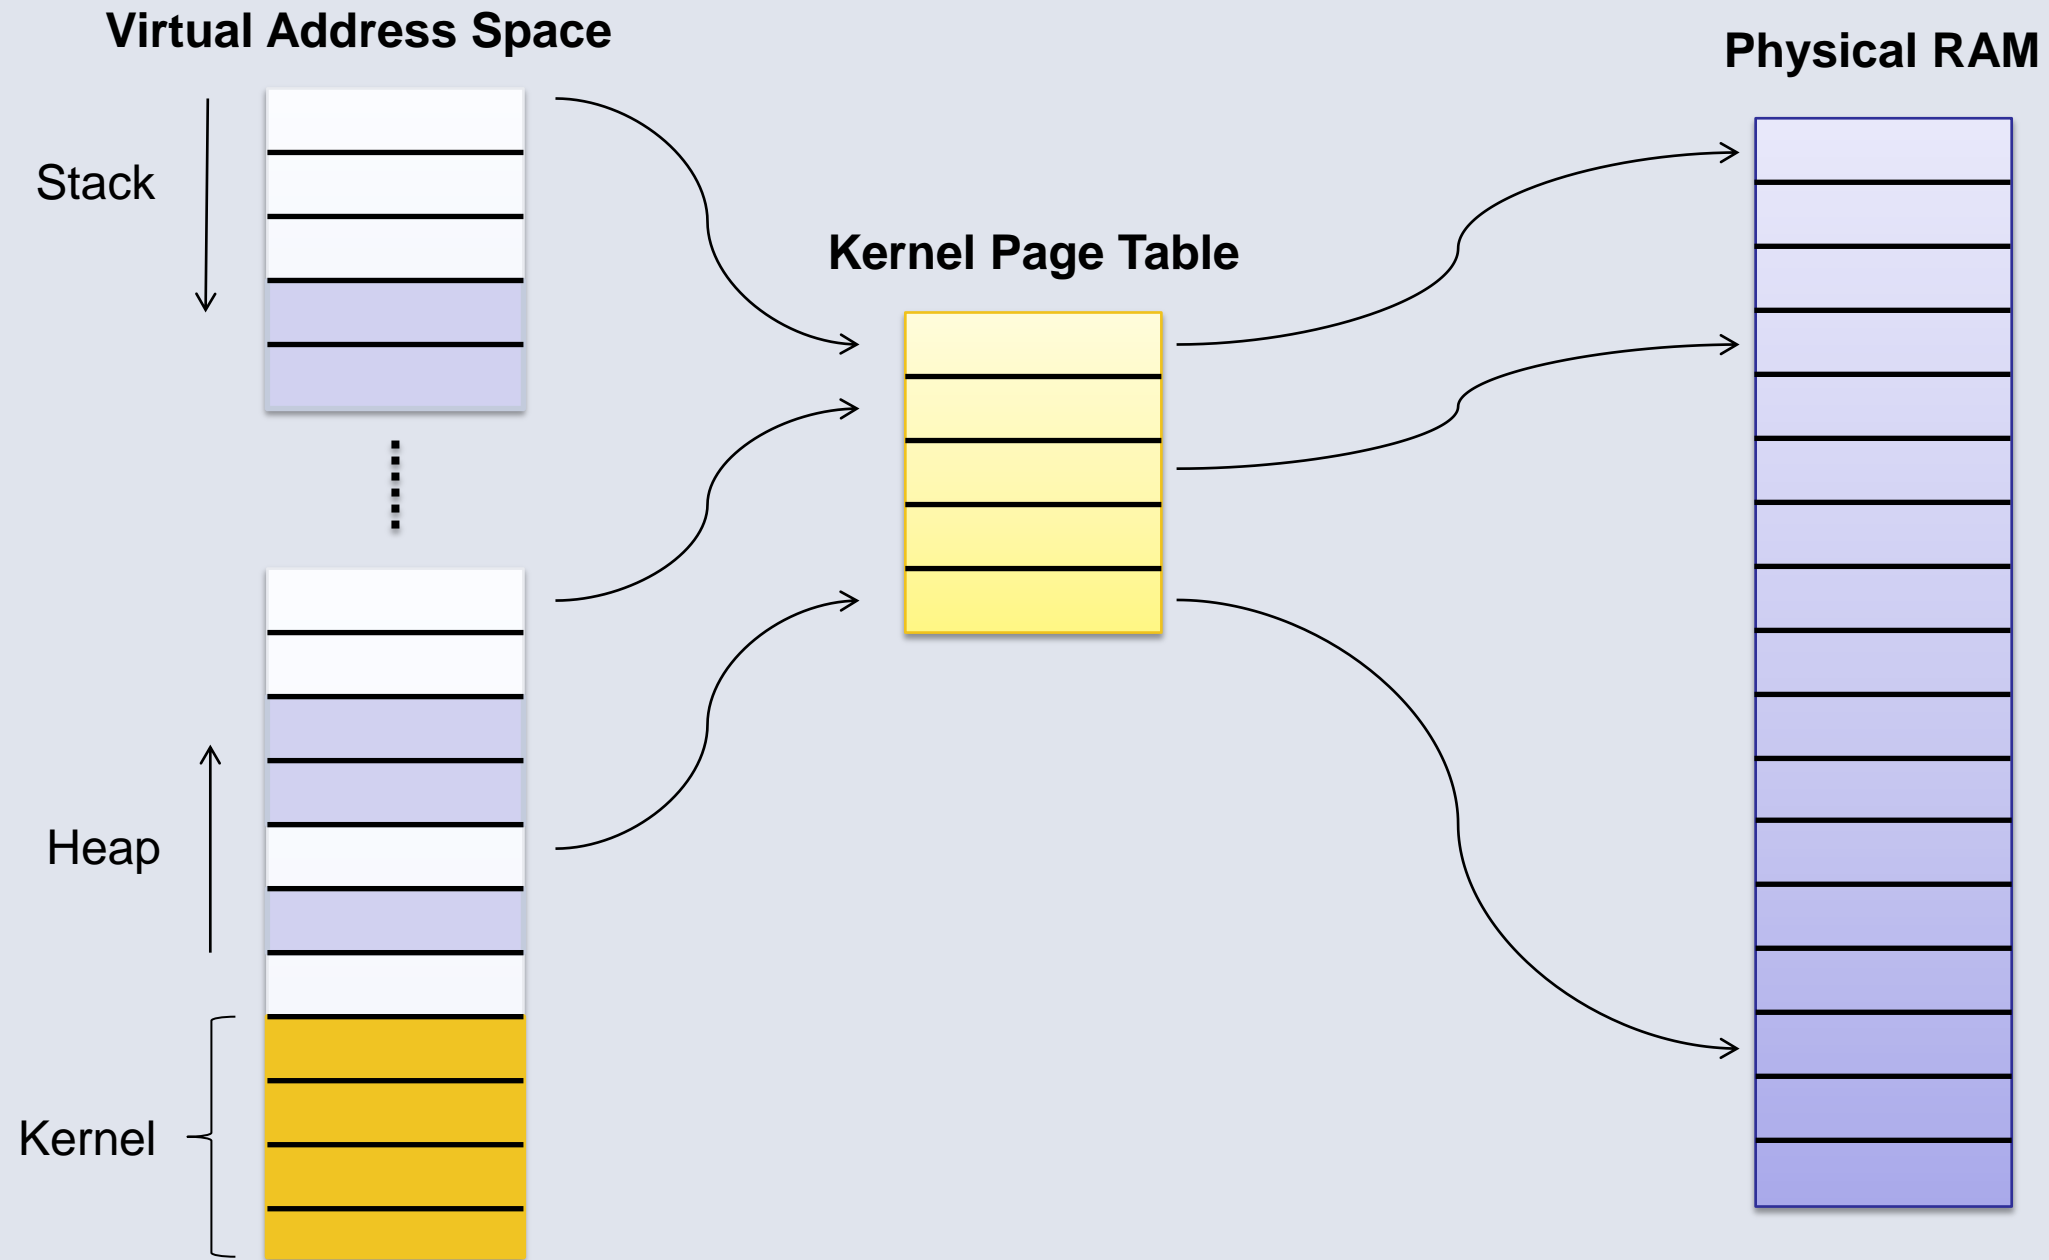 Virtual Address Space
Physical RAM
Stack
Kernel Page Table
Heap
Kernel